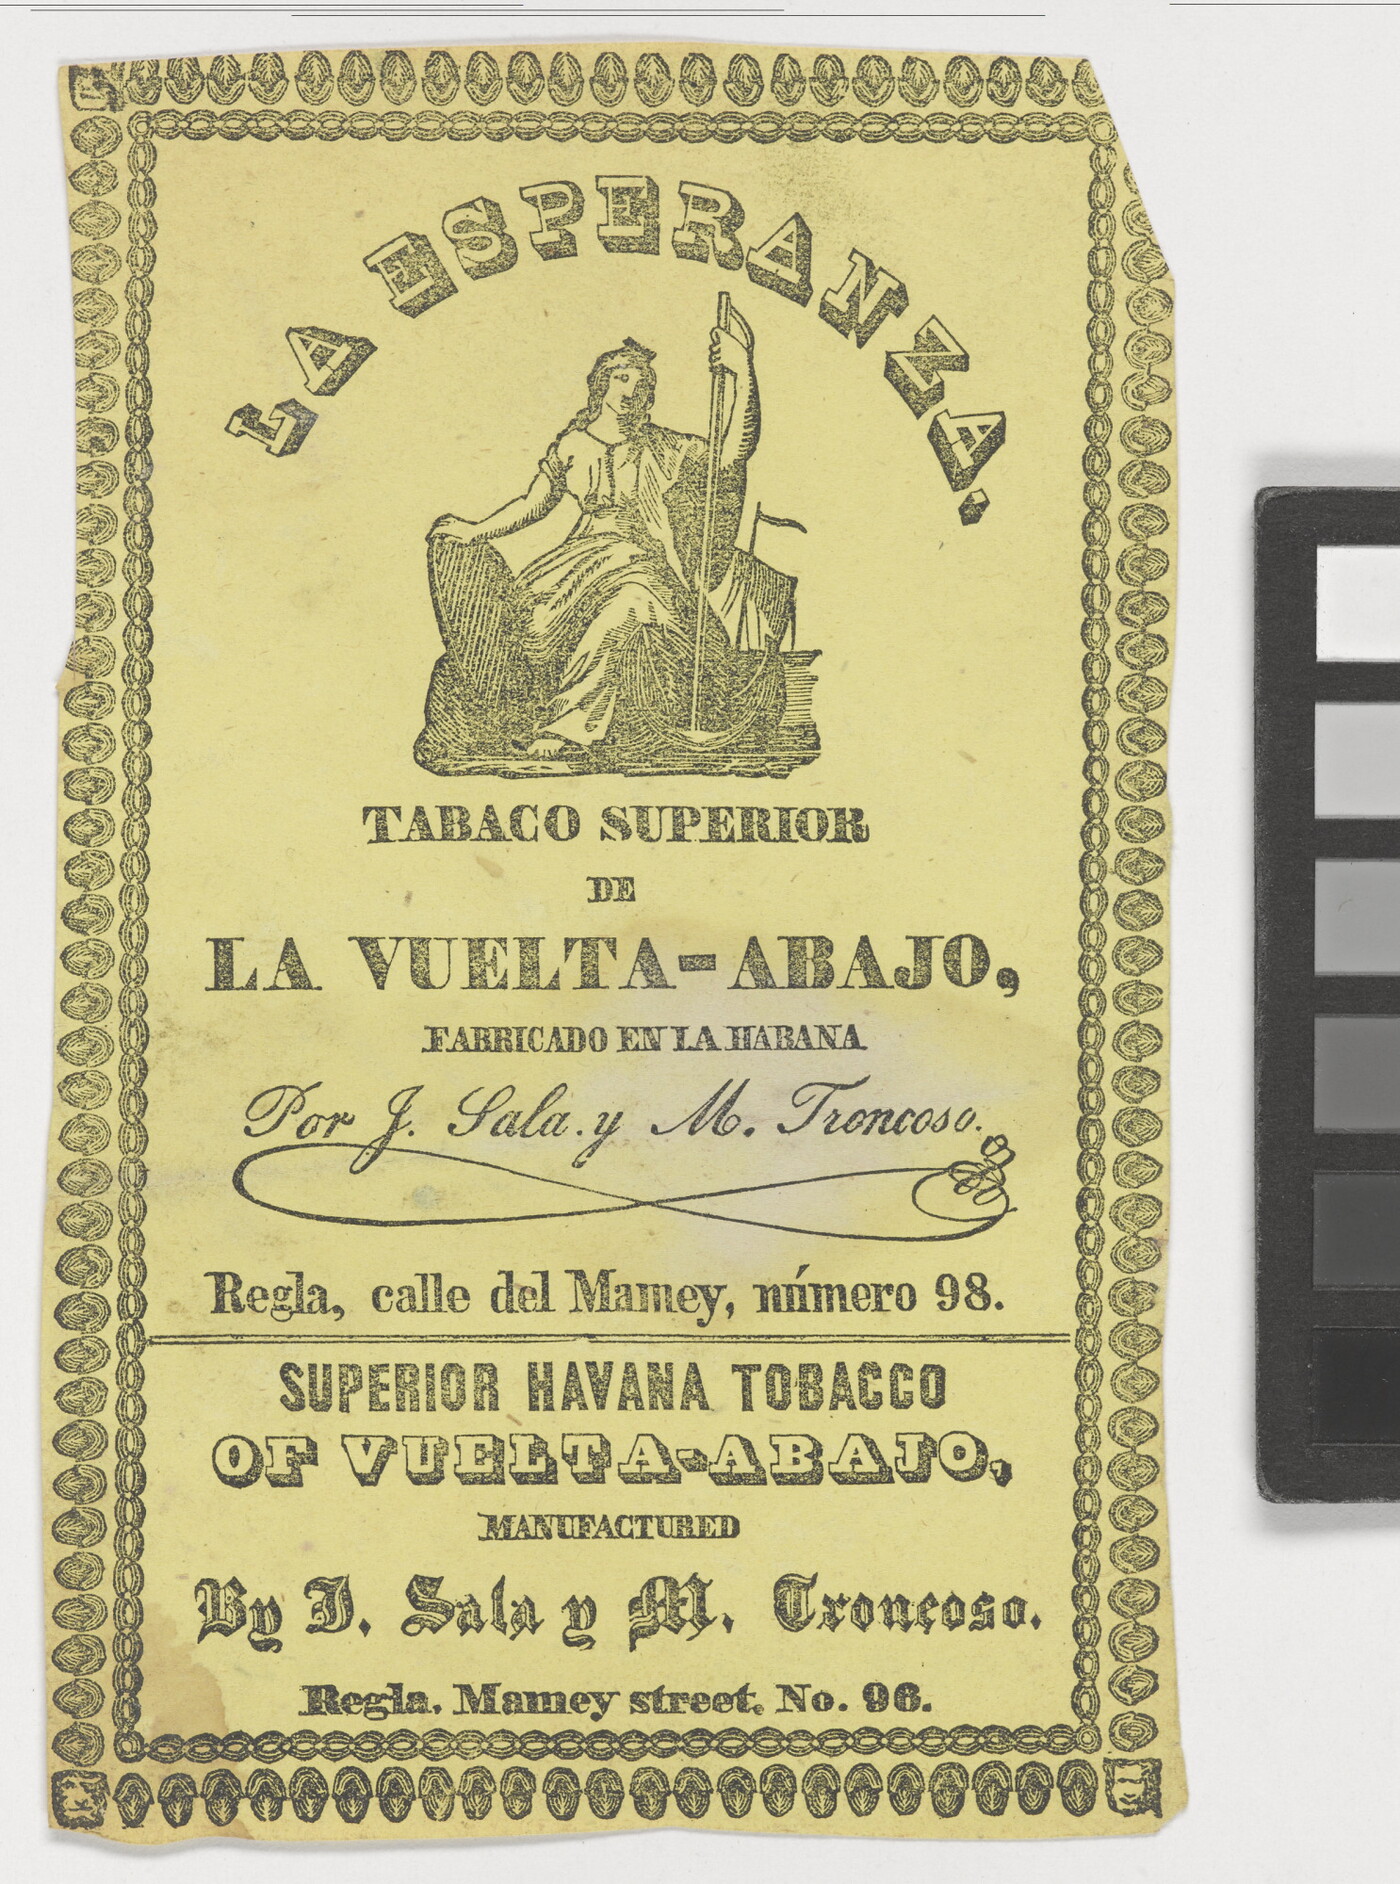 LA ESPERANZA.
TABACO SUPERIOR
DE
LA VUELTA-ABAJO,
FABRICADO EN LA HABANA
Por J. Sala y M. Troncoso.
Regla, calle del Mamey, número 98.
SUPERIOR HAVANA TOBACCO
OF VUELTA-ABAJO,
MANUFACTURED
By J. Sala y M. Troncoso.
Regla. Mamey street. No. 96.